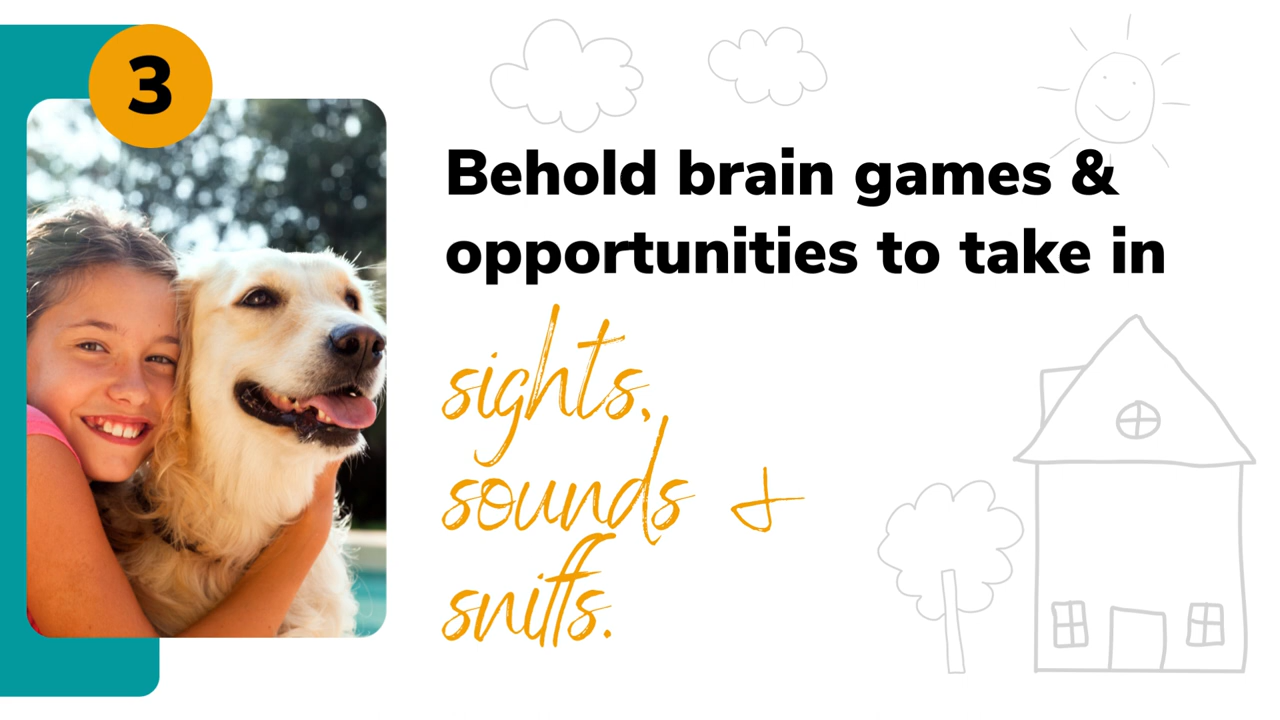 3
Behold brain games &
opportunities to take in
sights,
sounds &
sniffs.